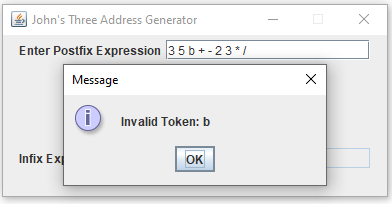 John's Three Address Generator
Enter Postfix Expression 3 5 b + - 2 3 * /
Message
Invalid Token: b
OK
Infix Exp